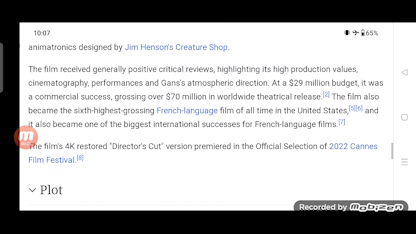 10:07
65%
animatronics designed by Jim Henson's Creature Shop.
The film received generally positive critical reviews, highlighting its high production values,
cinematography, performances and Gans's atmospheric direction. At a $29 million budget, it was
a commercial success, grossing over $70 million in worldwide theatrical release.[2] The film also
became the sixth-highest-grossing French-language film of all time in the United States,[5][6] and
it also became one of the biggest international successes for French-language films.[7]
The film's 4K restored "Director's Cut" version premiered in the Official Selection of 2022 Cannes
Film Festival.[8]
Plot
Recorded by Mobizen